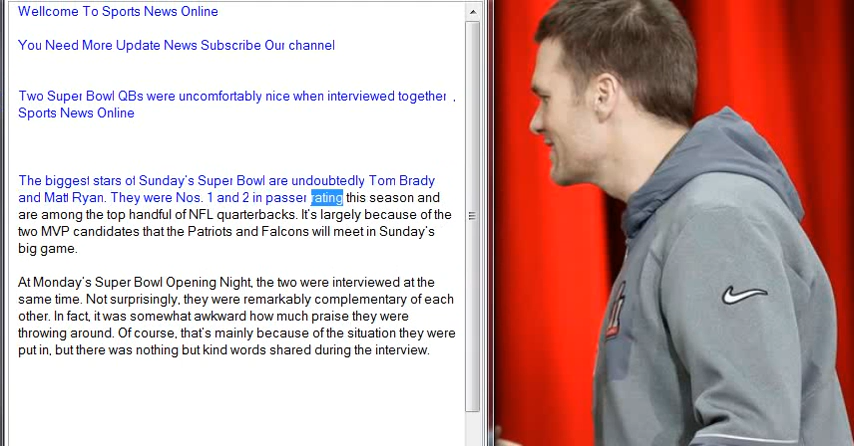 Wellcome To Sports News Online
You Need More Update News Subscribe Our channel
Two Super Bowl QBs were uncomfortably nice when interviewed together ,
Sports News Online
The biggest stars of Sunday's Super Bowl are undoubtedly Tom Brady
and Matt Ryan. They were Nos. 1 and 2 in passer rating this season and
are among the top handful of NFL quarterbacks. It's largely because of the
two MVP candidates that the Patriots and Falcons will meet in Sunday's
big game.
At Monday's Super Bowl Opening Night, the two were interviewed at the
same time. Not surprisingly, they were remarkably complementary of each
other. In fact, it was somewhat awkward how much praise they were
throwing around. Of course, that's mainly because of the situation they were
put in, but there was nothing but kind words shared during the interview.